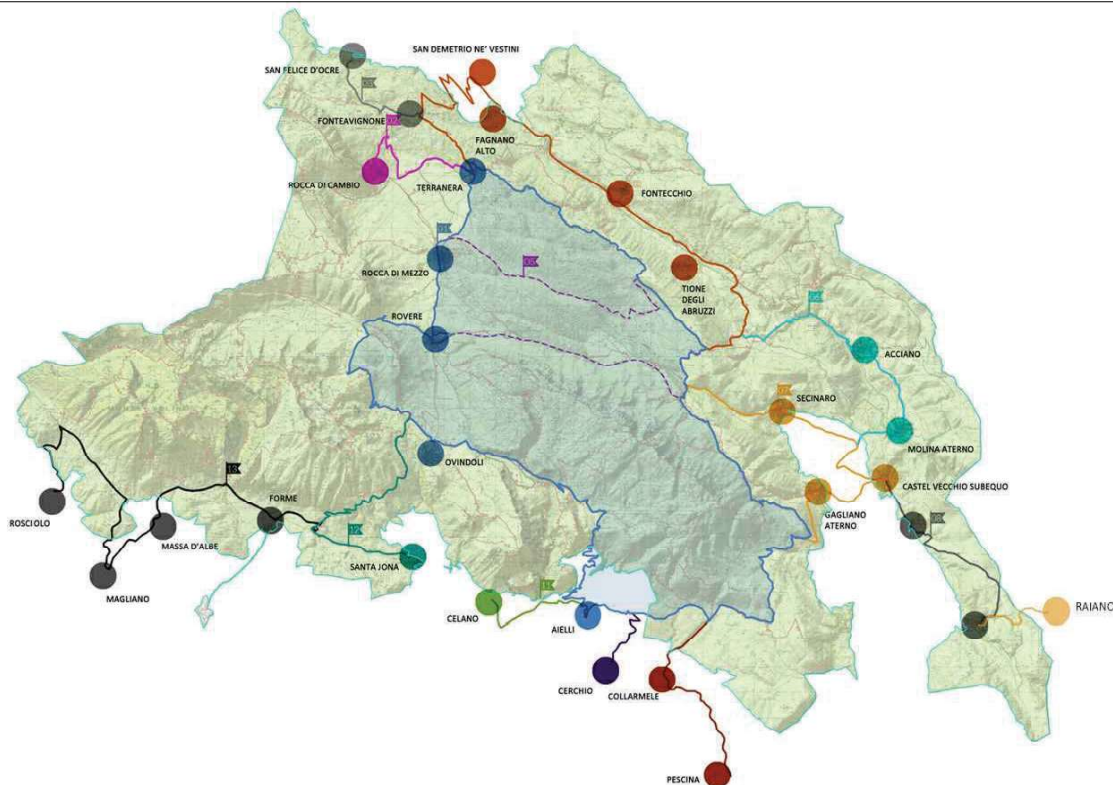 SAN DEMETRIO NE' VESTINI
SAN FELICE D'OCRE
FONTEAVIGNONE
FAGNANO
ALTO
ROCCA DI CAMBIO
TERRANERA
FONTECCHIO
ROCCA DI MEZZO
TIONE
DEGLI
ABRUZZI
ROVERE
ACCIANO
SECINARO
MOLINA ATERNO
OVINDOLI
CASTEL VECCHIO SUBEQUO
GAGLIANO
ATERNO
13
FORME
ROSCIOLO
MASSA D'ALBE
SANTA JONA
MAGLIANO
CELANO
AIELLI
RAIANO
CERCHIO
COLLARMELE
PESCINA